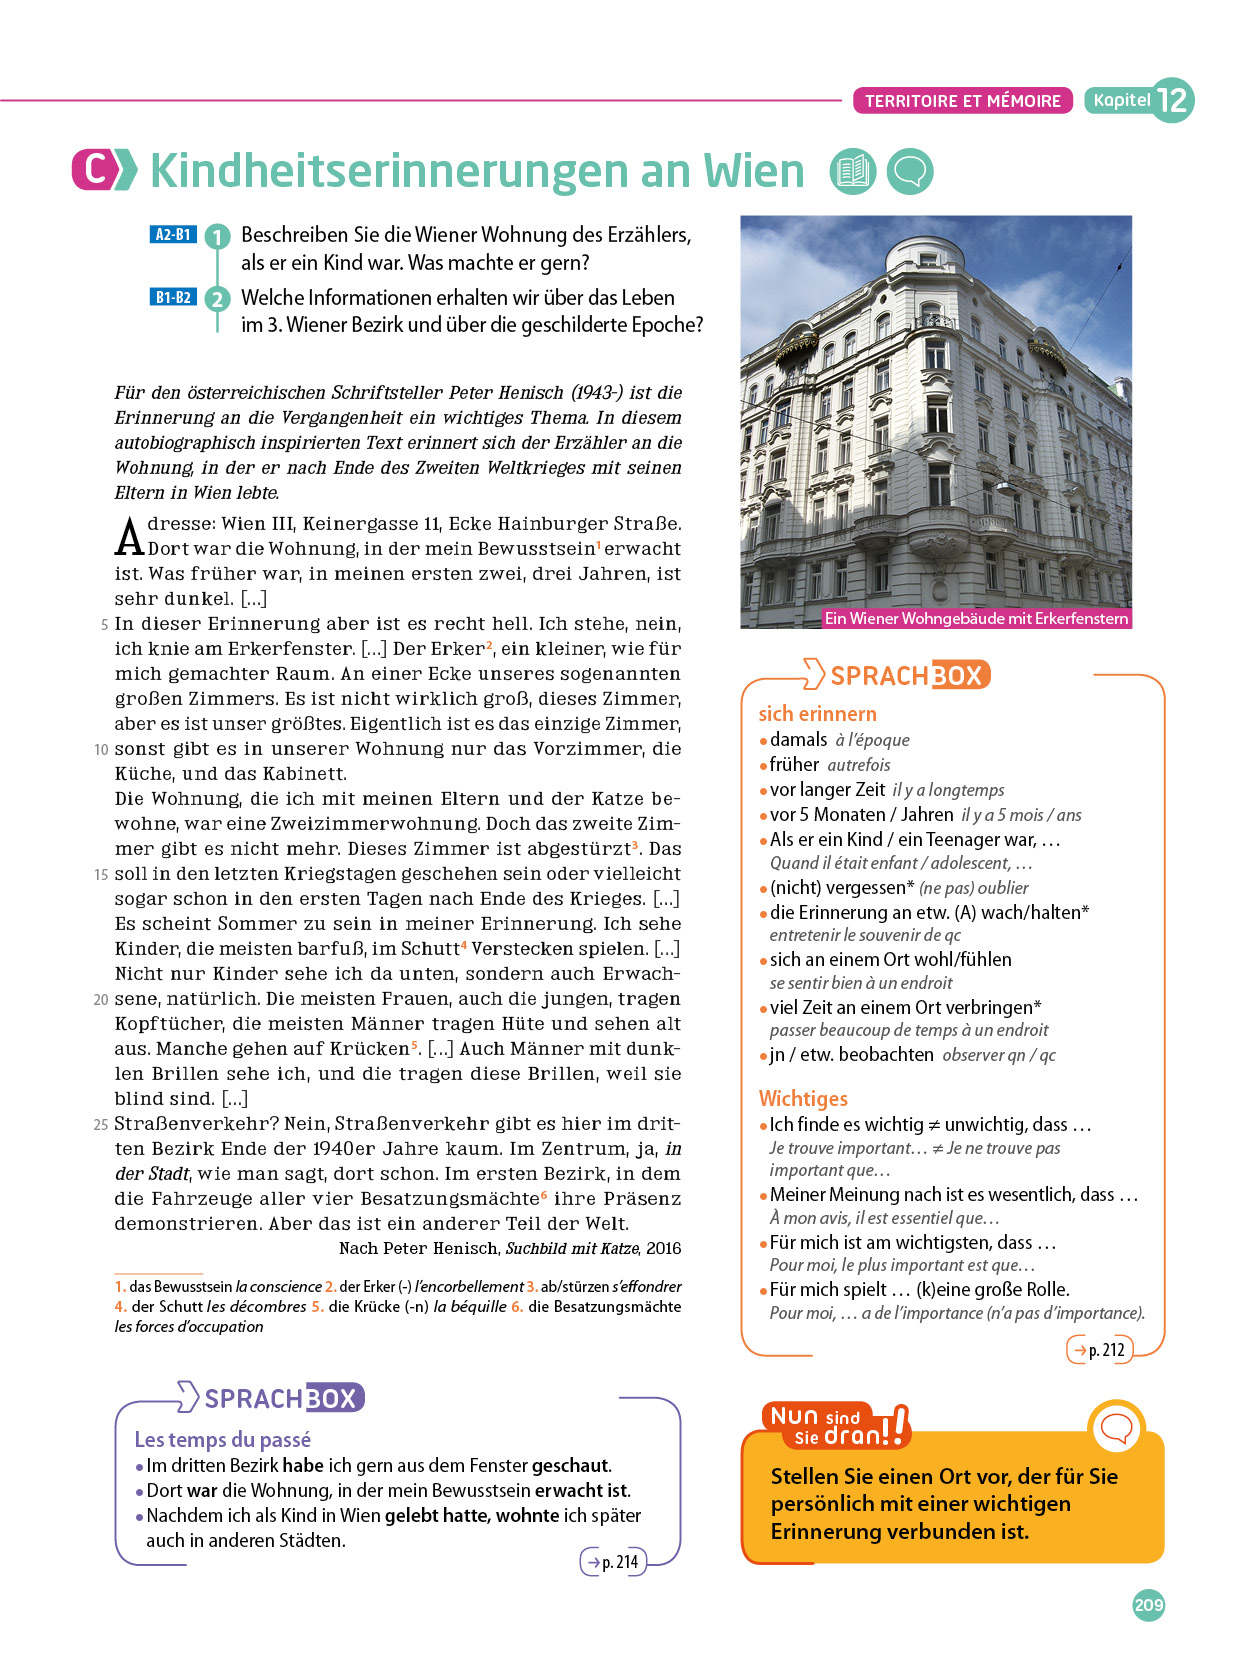 TERRITOIRE ET MÉMOIRE
Kapitel 12
C Kindheitserinnerungen an Wien
A2-B1 1 Beschreiben Sie die Wiener Wohnung des Erzählers,
als er ein Kind war. Was machte er gern?
B1-B2 2 Welche Informationen erhalten wir über das Leben
im 3. Wiener Bezirk und über die geschilderte Epoche?
Für den österreichischen Schriftsteller Peter Henisch (1943-) ist die
Erinnerung an die Vergangenheit ein wichtiges Thema. In diesem
autobiographisch inspirierten Text erinnert sich der Erzähler an die
Wohnung, in der er nach Ende des Zweiten Weltkrieges mit seinen
Eltern in Wien lebte.
Adresse: Wien III, Keinergasse 11, Ecke Hainburger Straße.
Dort war die Wohnung, in der mein Bewusstsein1 erwacht
ist. Was früher war, in meinen ersten zwei, drei Jahren, ist
sehr dunkel. [...]
5 In dieser Erinnerung aber ist es recht hell. Ich stehe, nein,
ich knie am Erkerfenster. [...] Der Erker2, ein kleiner, wie für
mich gemachter Raum. An einer Ecke unseres sogenannten
großen Zimmers. Es ist nicht wirklich groß, dieses Zimmer,
aber es ist unser größtes. Eigentlich ist es das einzige Zimmer,
10 sonst gibt es in unserer Wohnung nur das Vorzimmer, die
Küche, und das Kabinett.
Die Wohnung, die ich mit meinen Eltern und der Katze be-
wohne, war eine Zweizimmerwohnung. Doch das zweite Zim-
mer gibt es nicht mehr. Dieses Zimmer ist abgestürzt3. Das
15 soll in den letzten Kriegstagen geschehen sein oder vielleicht
sogar schon in den ersten Tagen nach Ende des Krieges. [...]
Es scheint Sommer zu sein in meiner Erinnerung. Ich sehe
Kinder, die meisten barfuß, im Schutt4 Verstecken spielen. [...]
Nicht nur Kinder sehe ich da unten, sondern auch Erwach-
20 sene, natürlich. Die meisten Frauen, auch die jungen, tragen
Kopftücher, die meisten Männer tragen Hüte und sehen alt
aus. Manche gehen auf Krücken5. [...] Auch Männer mit dunk-
len Brillen sehe ich, und die tragen diese Brillen, weil sie
blind sind. [...]
25 Straßenverkehr? Nein, Straßenverkehr gibt es hier im drit-
ten Bezirk Ende der 1940er Jahre kaum. Im Zentrum, ja, in
der Stadt, wie man sagt, dort schon. Im ersten Bezirk, in dem
die Fahrzeuge aller vier Besatzungsmächte6 ihre Präsenz
demonstrieren. Aber das ist ein anderer Teil der Welt.
Nach Peter Henisch, Suchbild mit Katze, 2016
1. das Bewusstsein la conscience 2. der Erker (-) l'encorbellement 3. ab/stürzen s'effondrer
4. der Schutt les décombres 5. die Krücke (-n) la béquille 6. die Besatzungsmächte
les forces d'occupation
SPRACHBOX
Les temps du passé
• Im dritten Bezirk habe ich gern aus dem Fenster geschaut.
• Dort war die Wohnung, in der mein Bewusstsein erwacht ist.
• Nachdem ich als Kind in Wien gelebt hatte, wohnte ich später
auch in anderen Städten.
→ p. 214
Ein Wiener Wohngebäude mit Erkerfenstern
SPRACHBOX
sich erinnern
• damals à l'époque
• früher autrefois
• vor langer Zeit il y a longtemps
• vor 5 Monaten / Jahren il y a 5 mois / ans
• Als er ein Kind / ein Teenager war, ...
Quand il était enfant / adolescent, ...
• (nicht) vergessen* (ne pas) oublier
• die Erinnerung an etw. (A) wach/halten*
entretenir le souvenir de qc
• sich an einem Ort wohl/fühlen
se sentir bien à un endroit
• viel Zeit an einem Ort verbringen*
passer beaucoup de temps à un endroit
• jn / etw. beobachten observer qn / qc
Wichtiges
• Ich finde es wichtig ≠ unwichtig, dass ...
Je trouve important... ≠ Je ne trouve pas
important que...
• Meiner Meinung nach ist es wesentlich, dass ...
À mon avis, il est essentiel que...
• Für mich ist am wichtigsten, dass ...
Pour moi, le plus important est que...
• Für mich spielt ... (k)eine große Rolle.
Pour moi, ... a de l'importance (n'a pas d'importance).
→ p. 212
Nun sind
Sie dran!!
Stellen Sie einen Ort vor, der für Sie
persönlich mit einer wichtigen
Erinnerung verbunden ist.
209